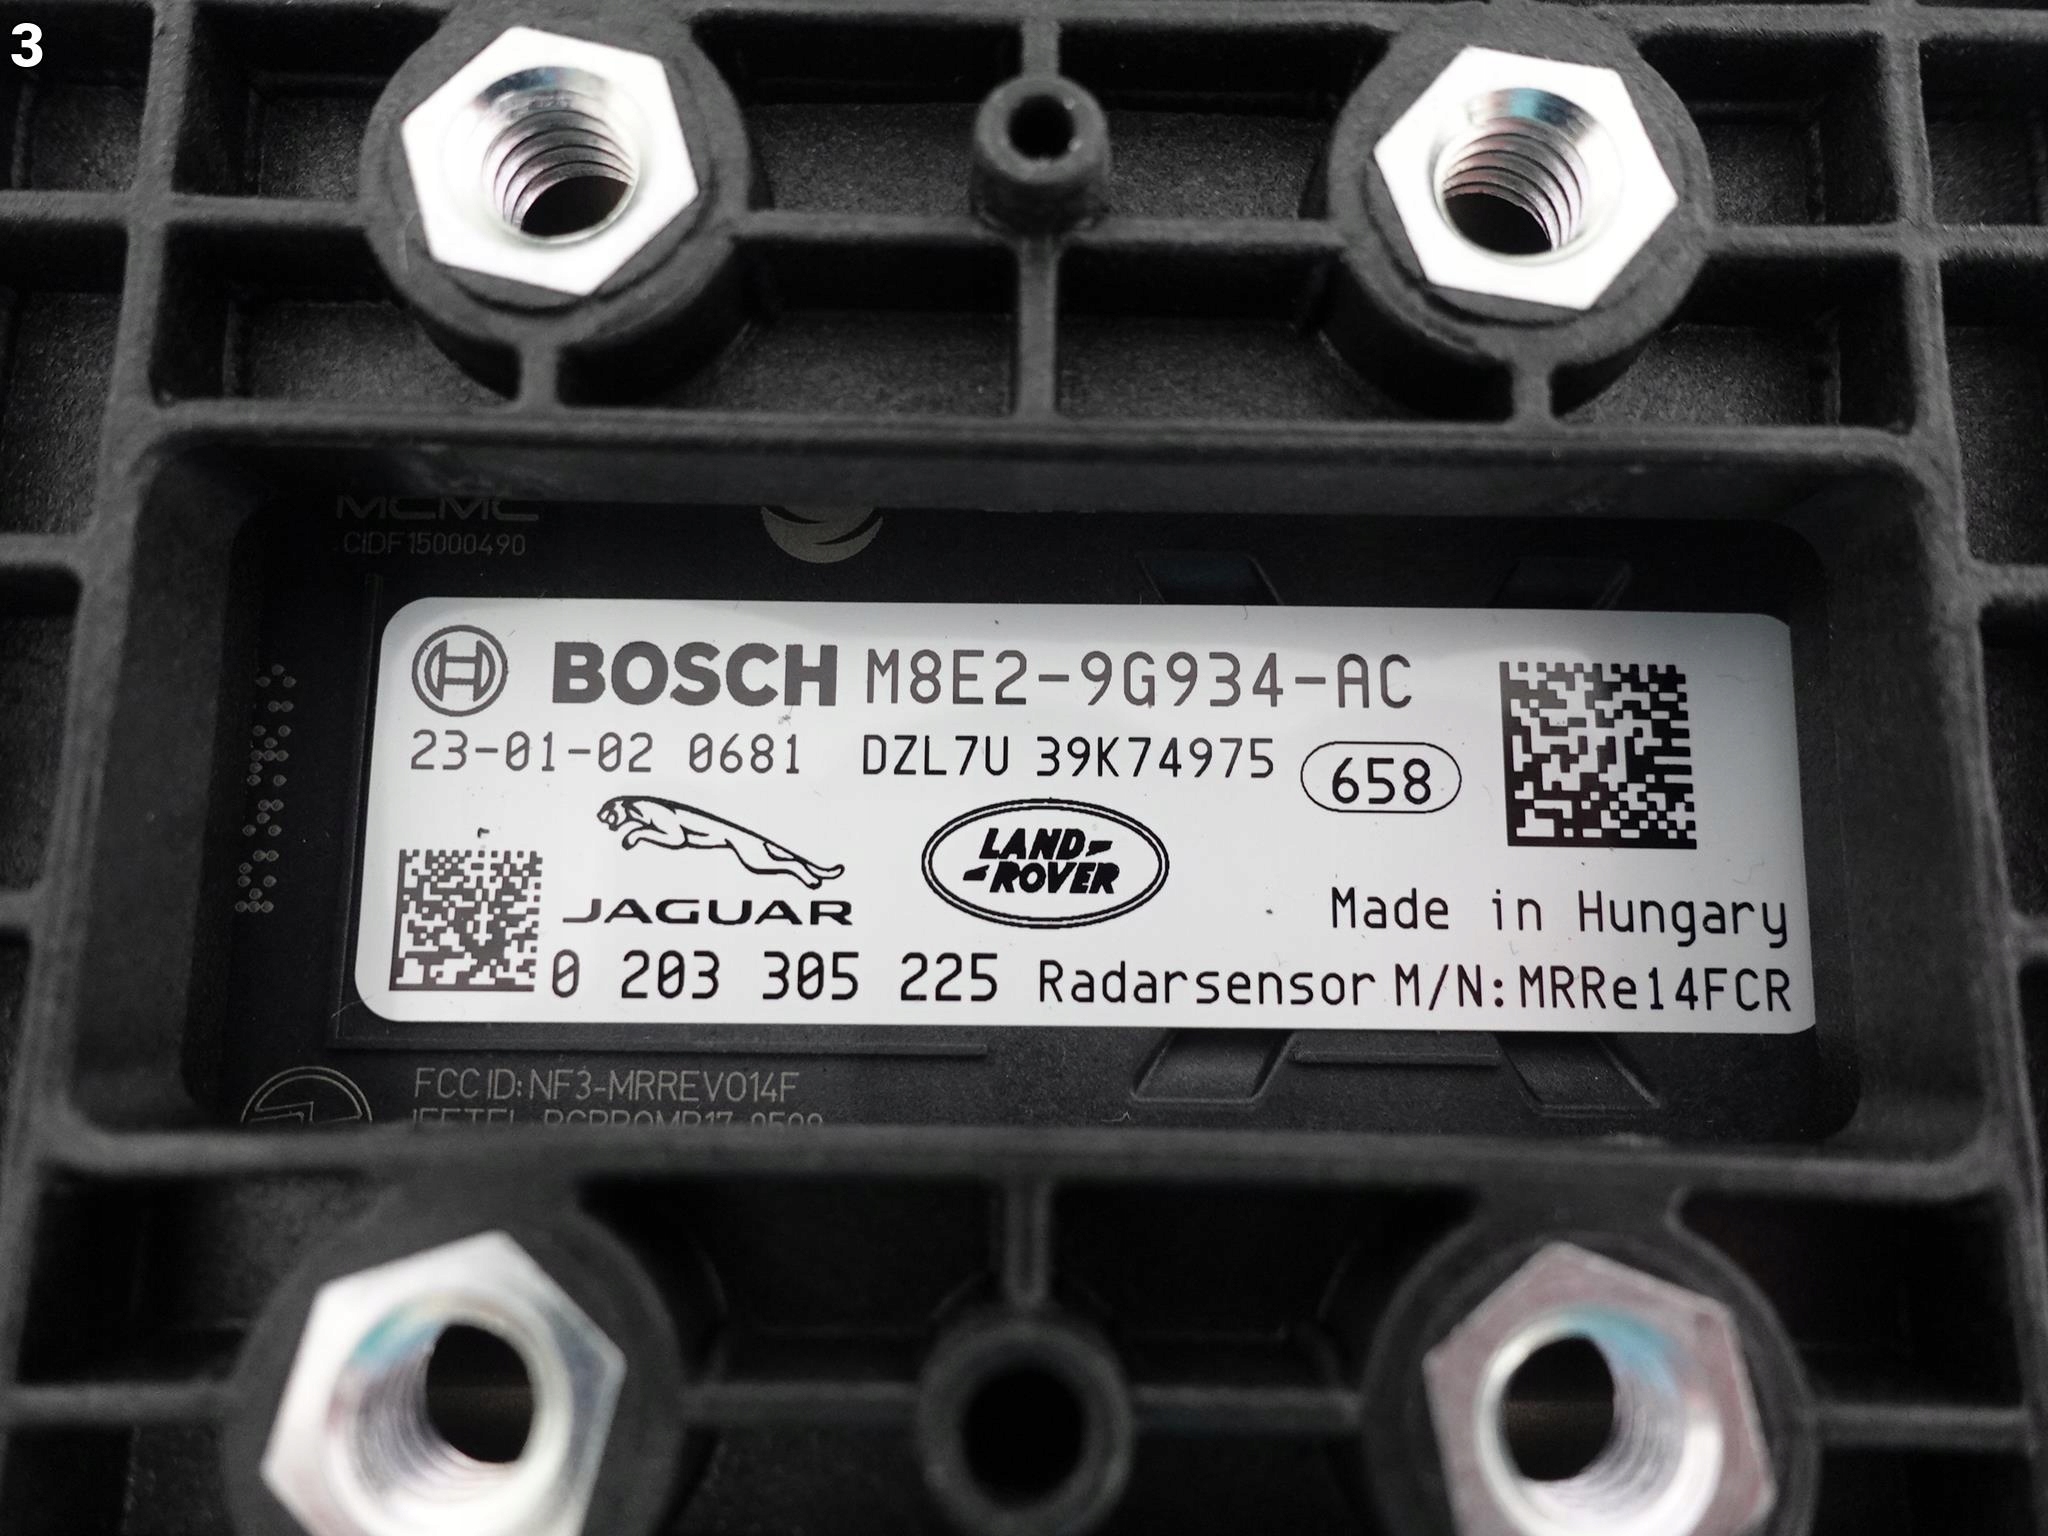 3
MCMC
CIDF15000490
BOSCH M8E2-9G934-AC
23-01-02 0681 DZL7U 39K74975 658
JAGUAR
LAND-
-ROVER
Made in Hungary
0 203 305 225 Radarsensor M/N:MRRe14FCR
FCC ID: NF3-MRREVO14F